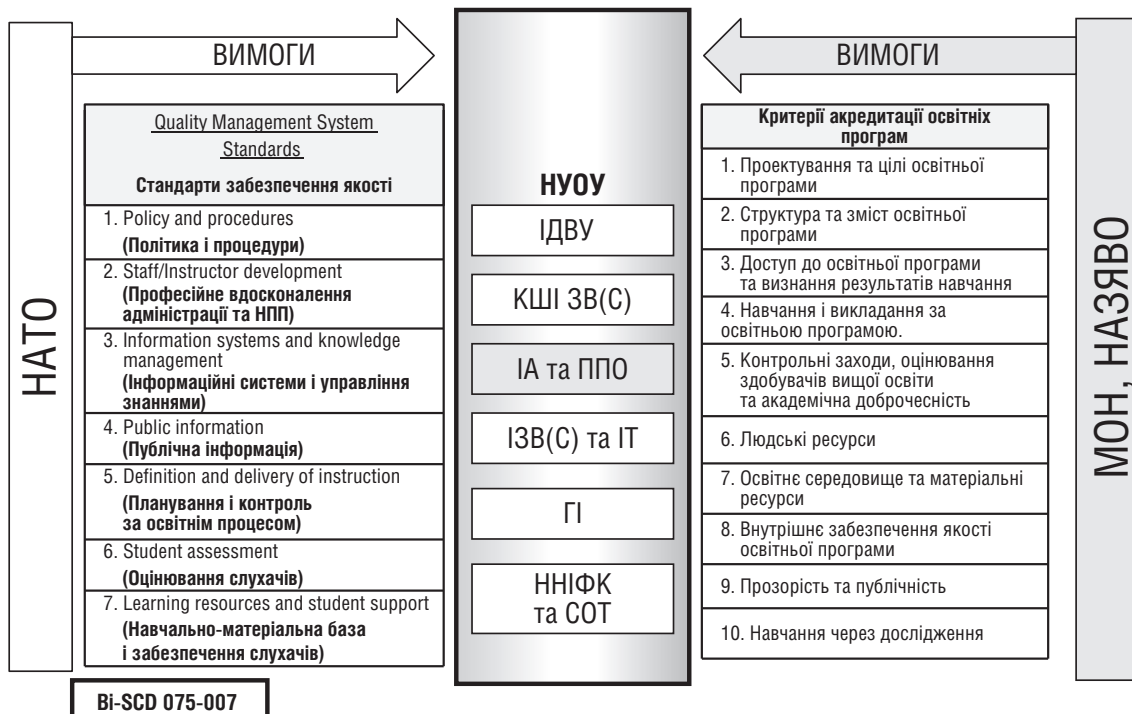 НАТО
ВИМОГИ
Quality Management System
Standards
Стандарти забезпечення якості
1. Policy and procedures
(Політика і процедури)
2. Staff/Instructor development
(Професійне вдосконалення
адміністрації та НПП)
3. Information systems and knowledge
management
(Інформаційні системи і управління
знаннями)
4. Public information
(Публічна інформація)
5. Definition and delivery of instruction
(Планування і контроль
за освітнім процесом)
6. Student assessment
(Оцінювання слухачів)
7. Learning resources and student support
(Навчально-матеріальна база
і забезпечення слухачів)
Bi-SCD 075-007
НУОУ
ІДВУ
КШІ ЗВ(С)
ІА та ППО
ІЗВ(С) та ІТ
ГІ
ННІФК
та СОТ
ВИМОГИ
Критерії акредитації освітніх
програм
1. Проектування та цілі освітньої
програми
2. Структура та зміст освітньої
програми
3. Доступ до освітньої програми
та визнання результатів навчання
4. Навчання і викладання за
освітньою програмою.
5. Контрольні заходи, оцінювання
здобувачів вищої освіти
та академічна доброчесність
6. Людські ресурси
7. Освітнє середовище та матеріальні
ресурси
8. Внутрішнє забезпечення якості
освітньої програми
9. Прозорість та публічність
10. Навчання через дослідження
МОН, НАЗЯВО